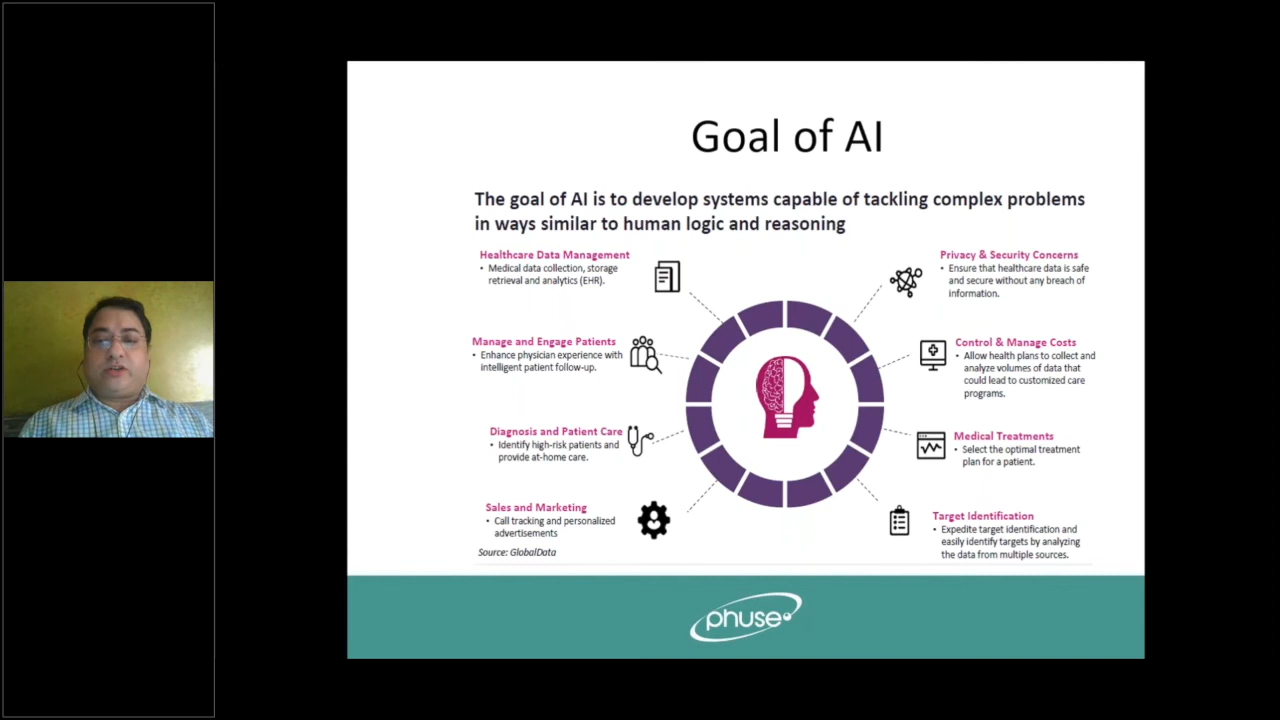 Goal of AI
The goal of AI is to develop systems capable of tackling complex problems
in ways similar to human logic and reasoning
Healthcare Data Management
• Medical data collection, storage
retrieval and analytics (EHR).
Manage and Engage Patients
• Enhance physician experience with
intelligent patient follow-up.
Diagnosis and Patient Care
• Identify high-risk patients and
provide at-home care.
Sales and Marketing
• Call tracking and personalized
advertisements
Source: GlobalData
Privacy & Security Concerns
• Ensure that healthcare data is safe
and secure without any breach of
information.
Control & Manage Costs
• Allow health plans to collect and
analyze volumes of data that
could lead to customized care
programs.
Medical Treatments
• Select the optimal treatment
plan for a patient.
Target Identification
• Expedite target identification and
easily identify targets by analyzing
the data from multiple sources.
phuse